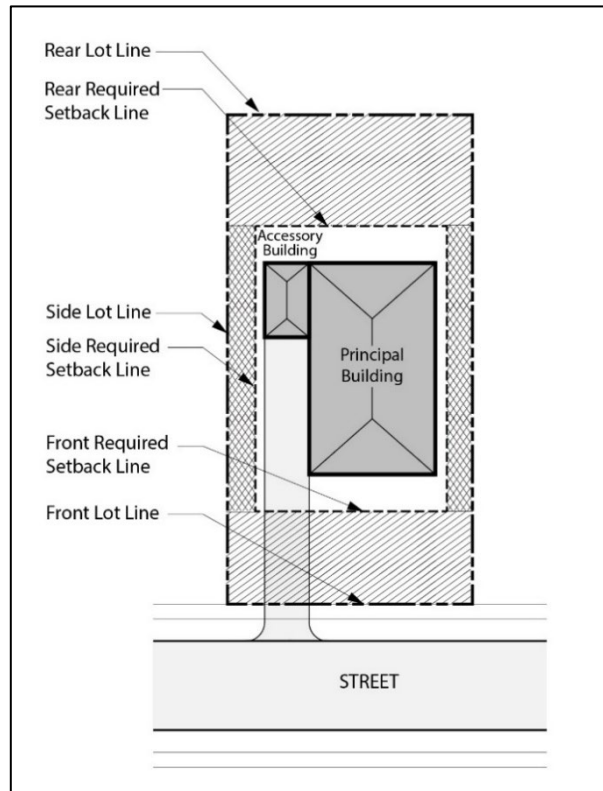 Rear Lot Line
Rear Required
Setback Line
Accessory
Building
Side Lot Line
Side Required
Setback Line
Principal
Building
Front Required
Setback Line
Front Lot Line
STREET